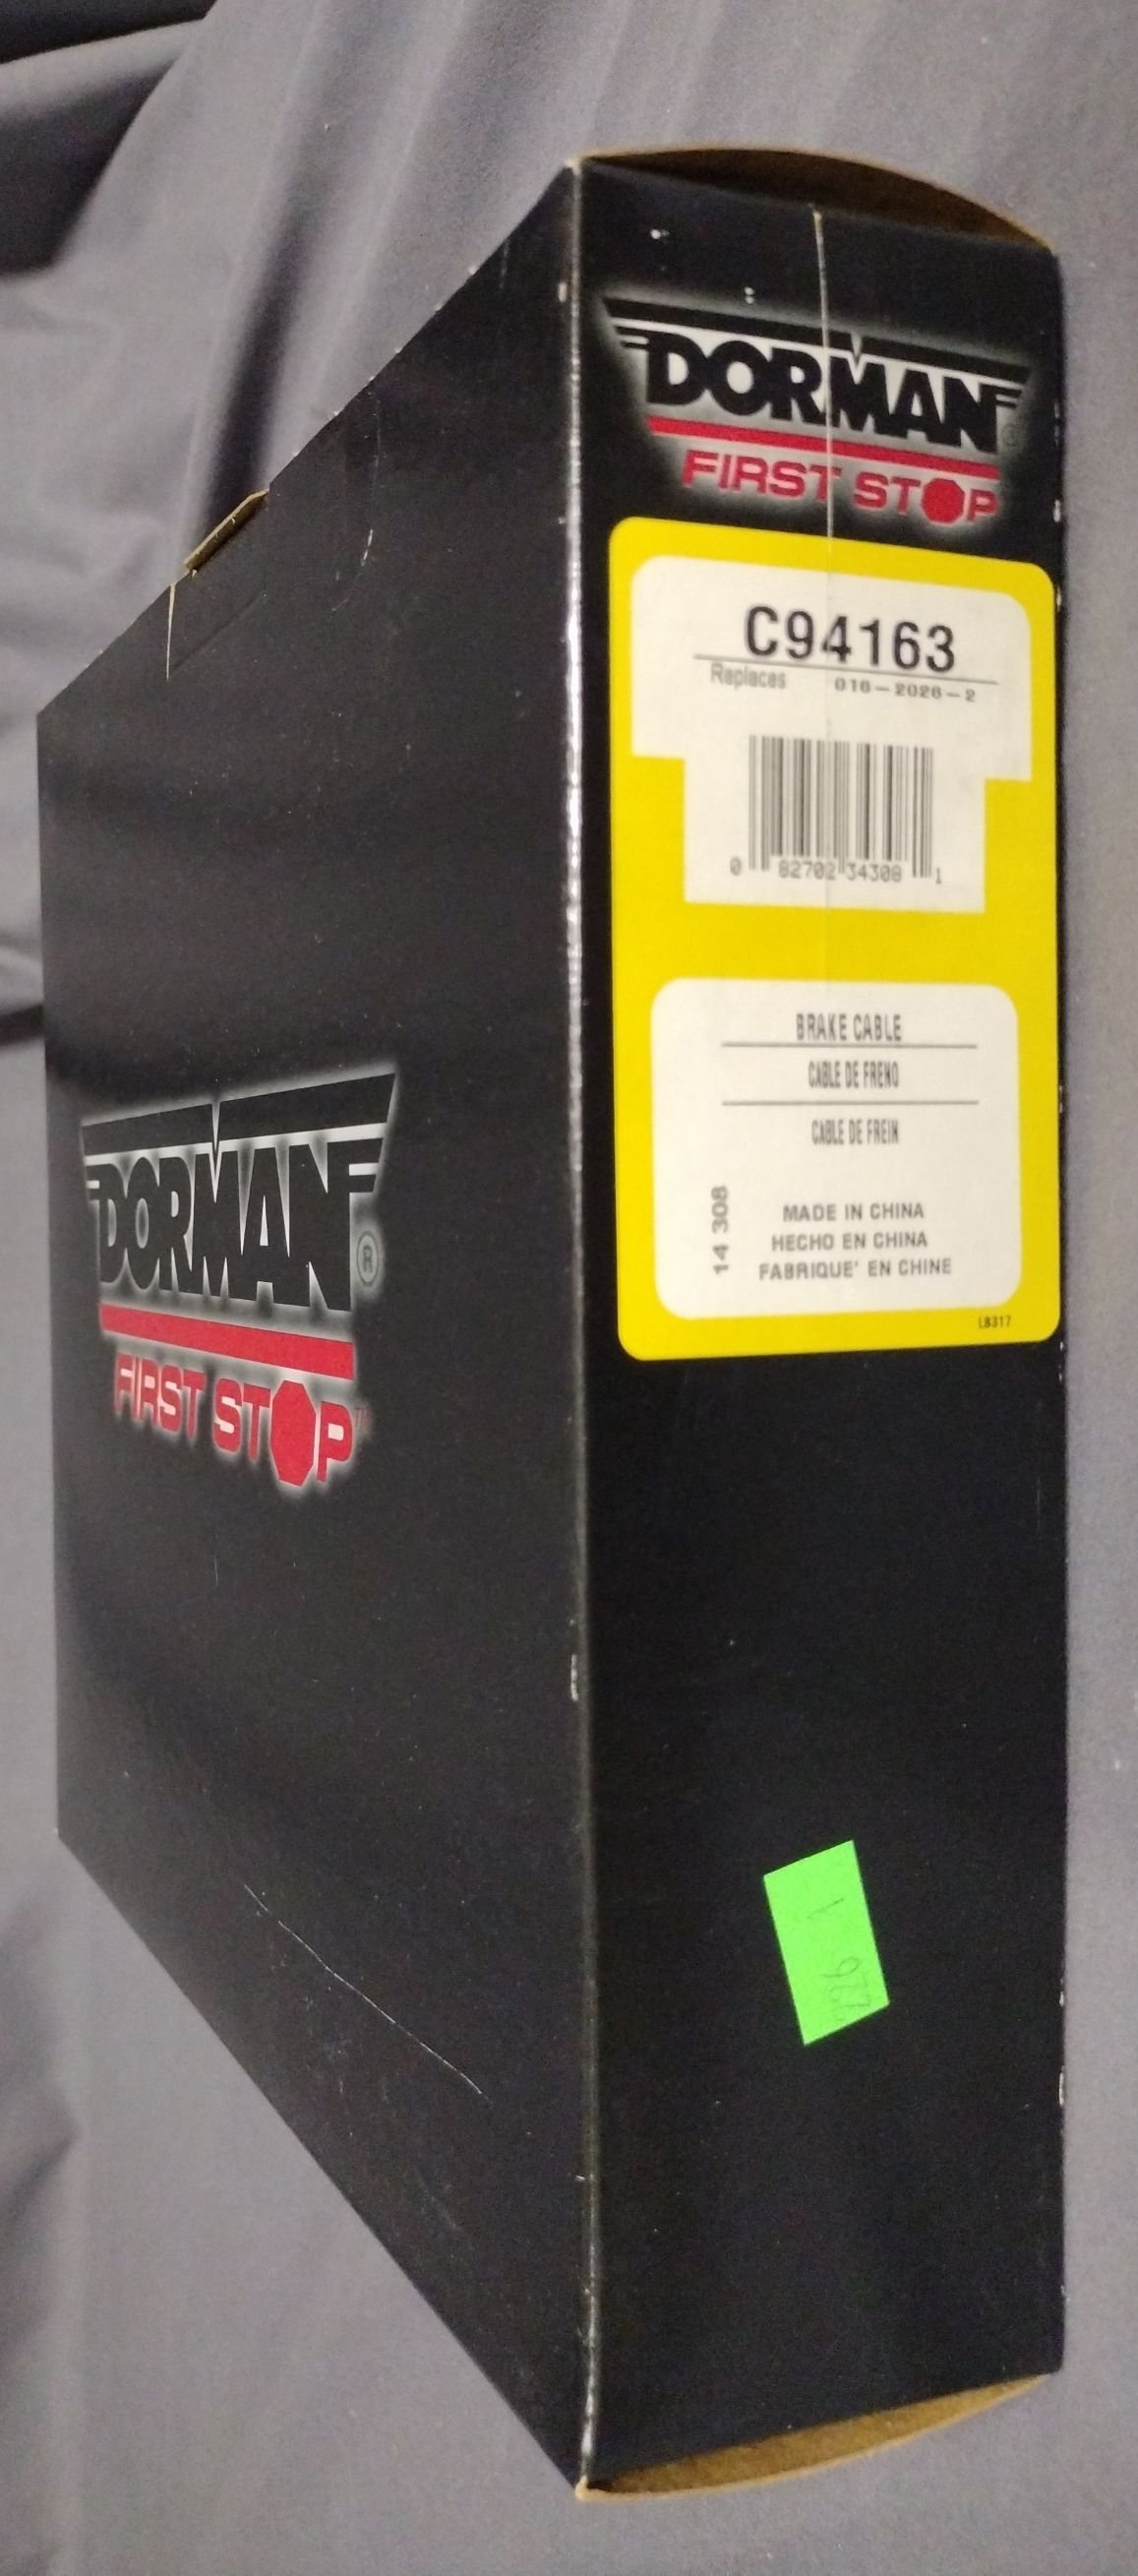 DORMAN
FIRST STOP
C94163
Replaces 016-2026-2
0 82702 34308 1
BRAKE CABLE
CABLE DE FRENO
CABLE DE FREIN
14 308
MADE IN CHINA
HECHO EN CHINA
FABRIQUE' EN CHINE
LB317
DORMAN®
FIRST STOP™